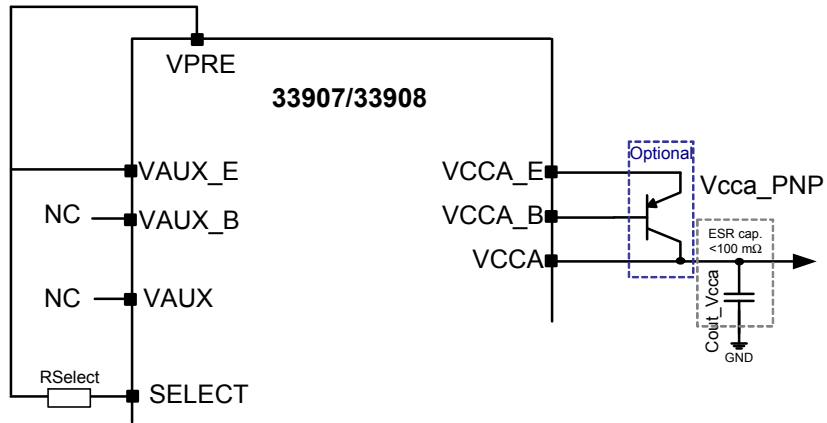 VPRE
33907/33908
VAUX_E
NC
VAUX_B
NC
VAUX
RSelect
SELECT
VCCA_E
VCCA_B
VCCA
Optional
Vcca_PNP
ESR cap.
<100 mΩ
Cout_Vcca
GND